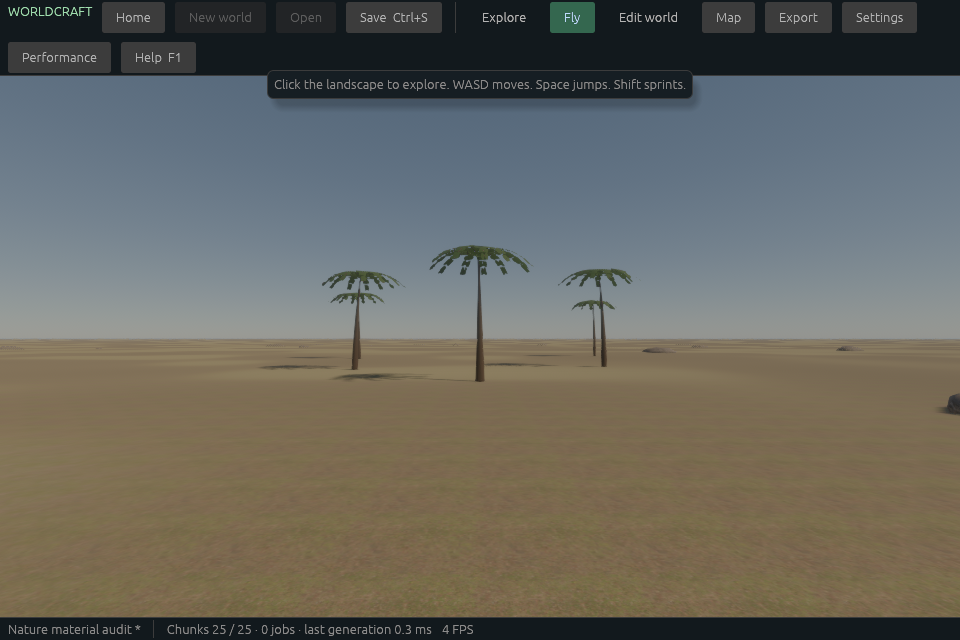 WORLDCRAFT Home New world Open Save Ctrl+S Explore Fly Edit world Map Export Settings
Performance Help F1
Click the landscape to explore. WASD moves. Space jumps. Shift sprints.
Nature material audit * Chunks 25 / 25 · 0 jobs · last generation 0.3 ms 4 FPS